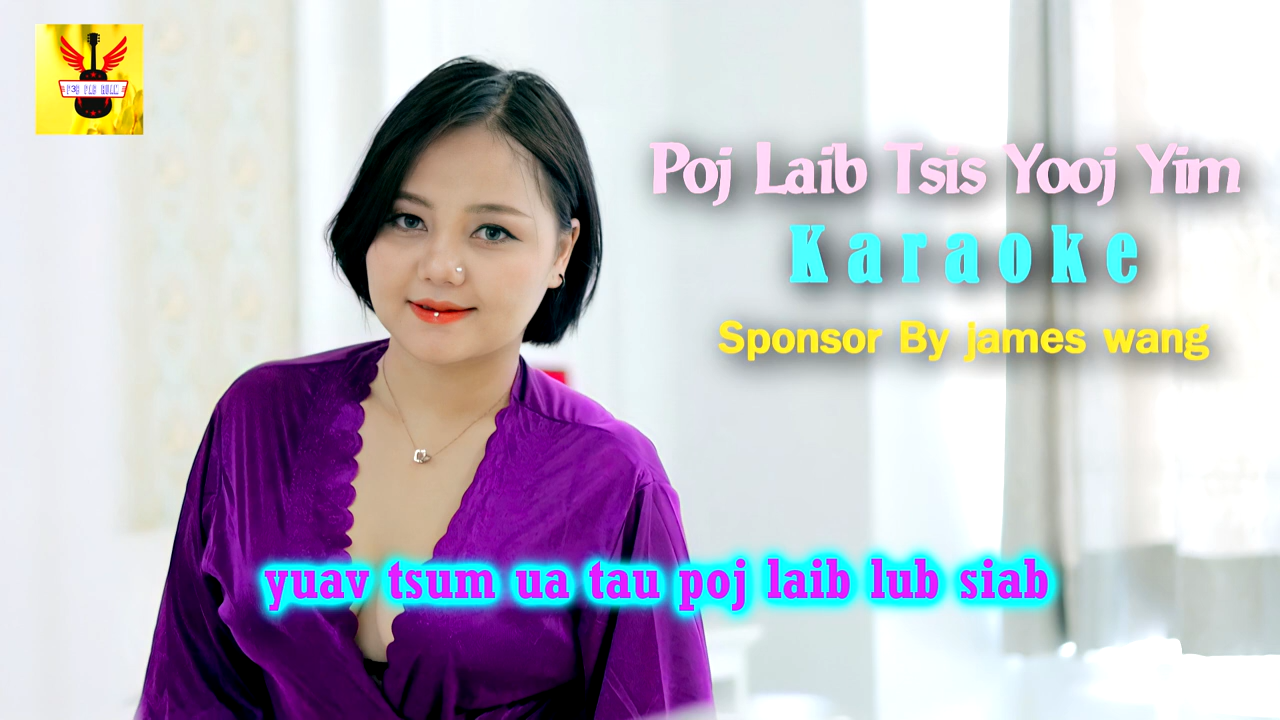 Poj Laib Tsis Yooj Yim
Karaoke
Sponsor By james wang
yuav tsum ua tau poj laib lub siab